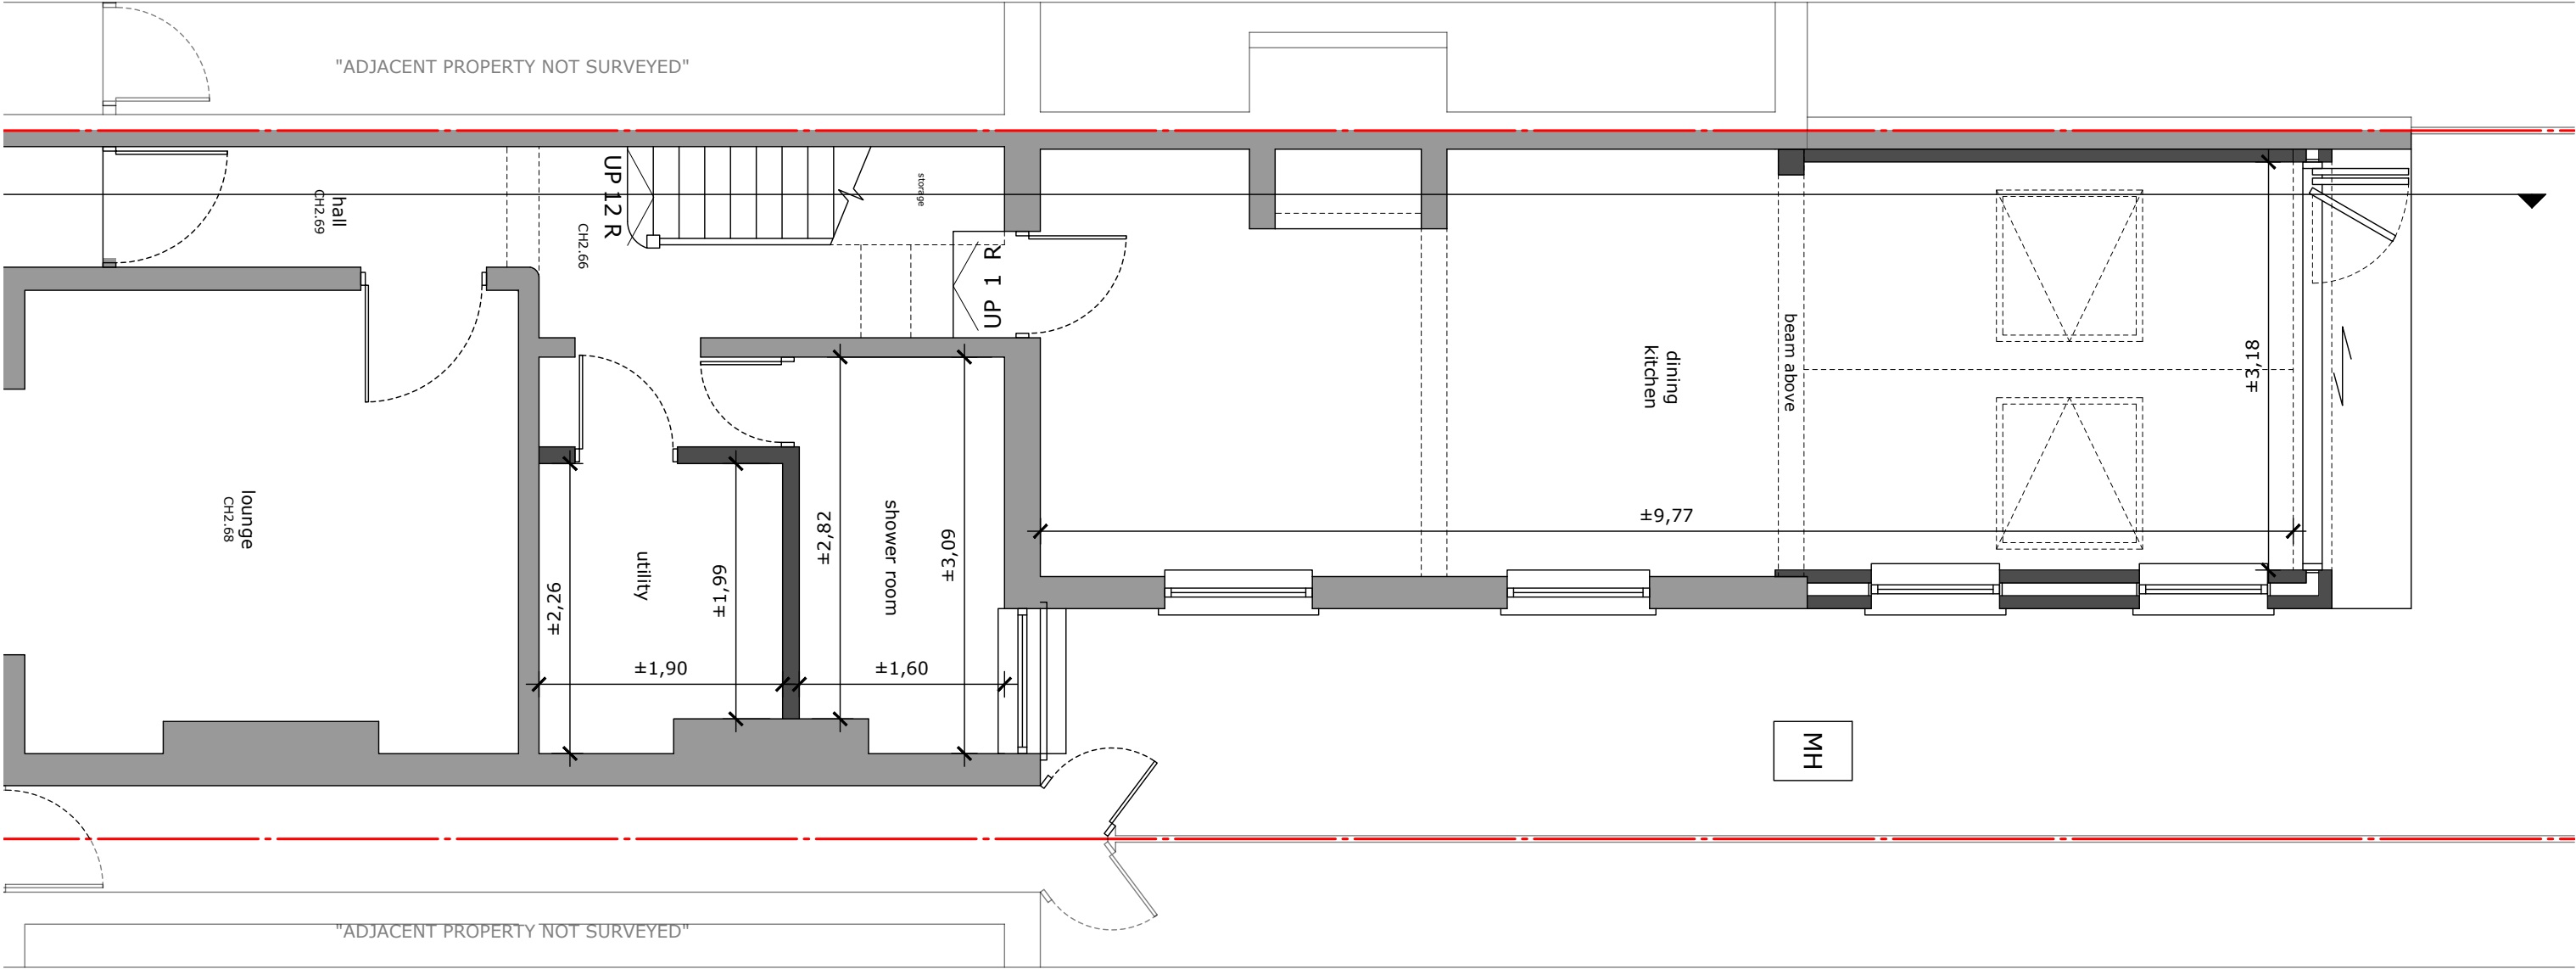 "ADJACENT PROPERTY NOT SURVEYED"
hall
CH2.69
UP 12 R
CH2.66
storage
UP 1 R
dining
kitchen
beam above
±3,18
±9,77
lounge
CH2.68
±2,26
utility
±1,99
±2,82
shower room
±3,09
±1,90
±1,60
MH
"ADJACENT PROPERTY NOT SURVEYED"